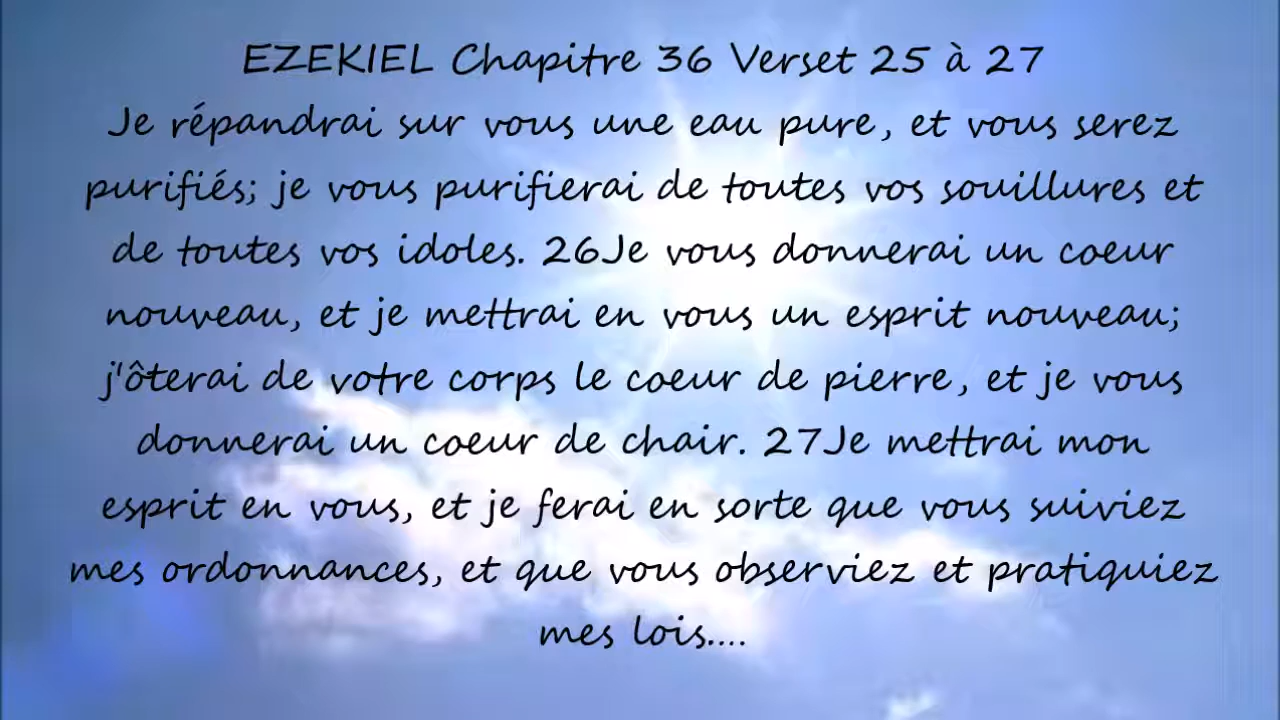 EZEKIEL Chapitre 36 Verset 25 à 27
Je répandrai sur vous une eau pure, et vous serez
purifiés; je vous purifierai de toutes vos souillures et
de toutes vos idoles. 26Je vous donnerai un coeur
nouveau, et je mettrai en vous un esprit nouveau;
j'ôterai de votre corps le coeur de pierre, et je vous
donnerai un coeur de chair. 27Je mettrai mon
esprit en vous, et je ferai en sorte que vous suiviez
mes ordonnances, et que vous observiez et pratiquiez
mes lois....